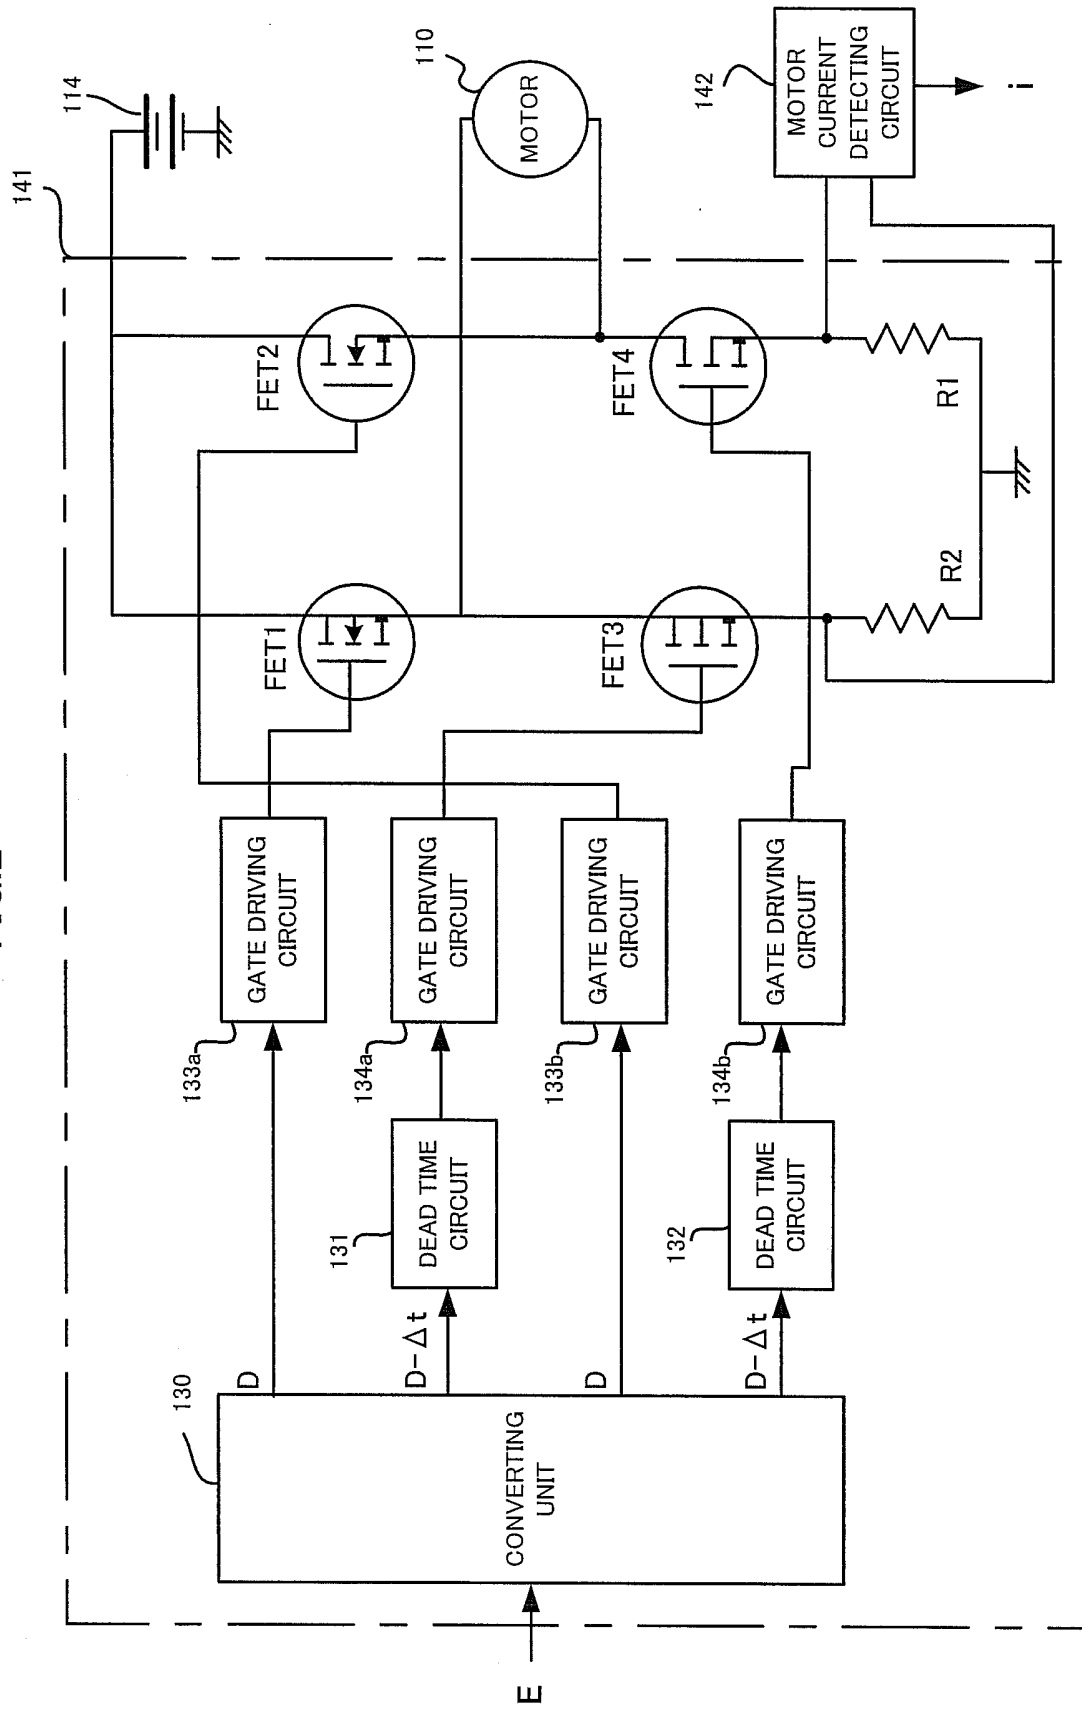 141
114
110
MOTOR
142
MOTOR
CURRENT
DETECTING
CIRCUIT
i
FET2
FET4
R1
FET1
FET3
R2
GATE DRIVING
CIRCUIT
133a
GATE DRIVING
CIRCUIT
134a
GATE DRIVING
CIRCUIT
133b
GATE DRIVING
CIRCUIT
134b
DEAD TIME
CIRCUIT
131
DEAD TIME
CIRCUIT
132
D
D-Δt
D
D-Δt
130
CONVERTING
UNIT
E